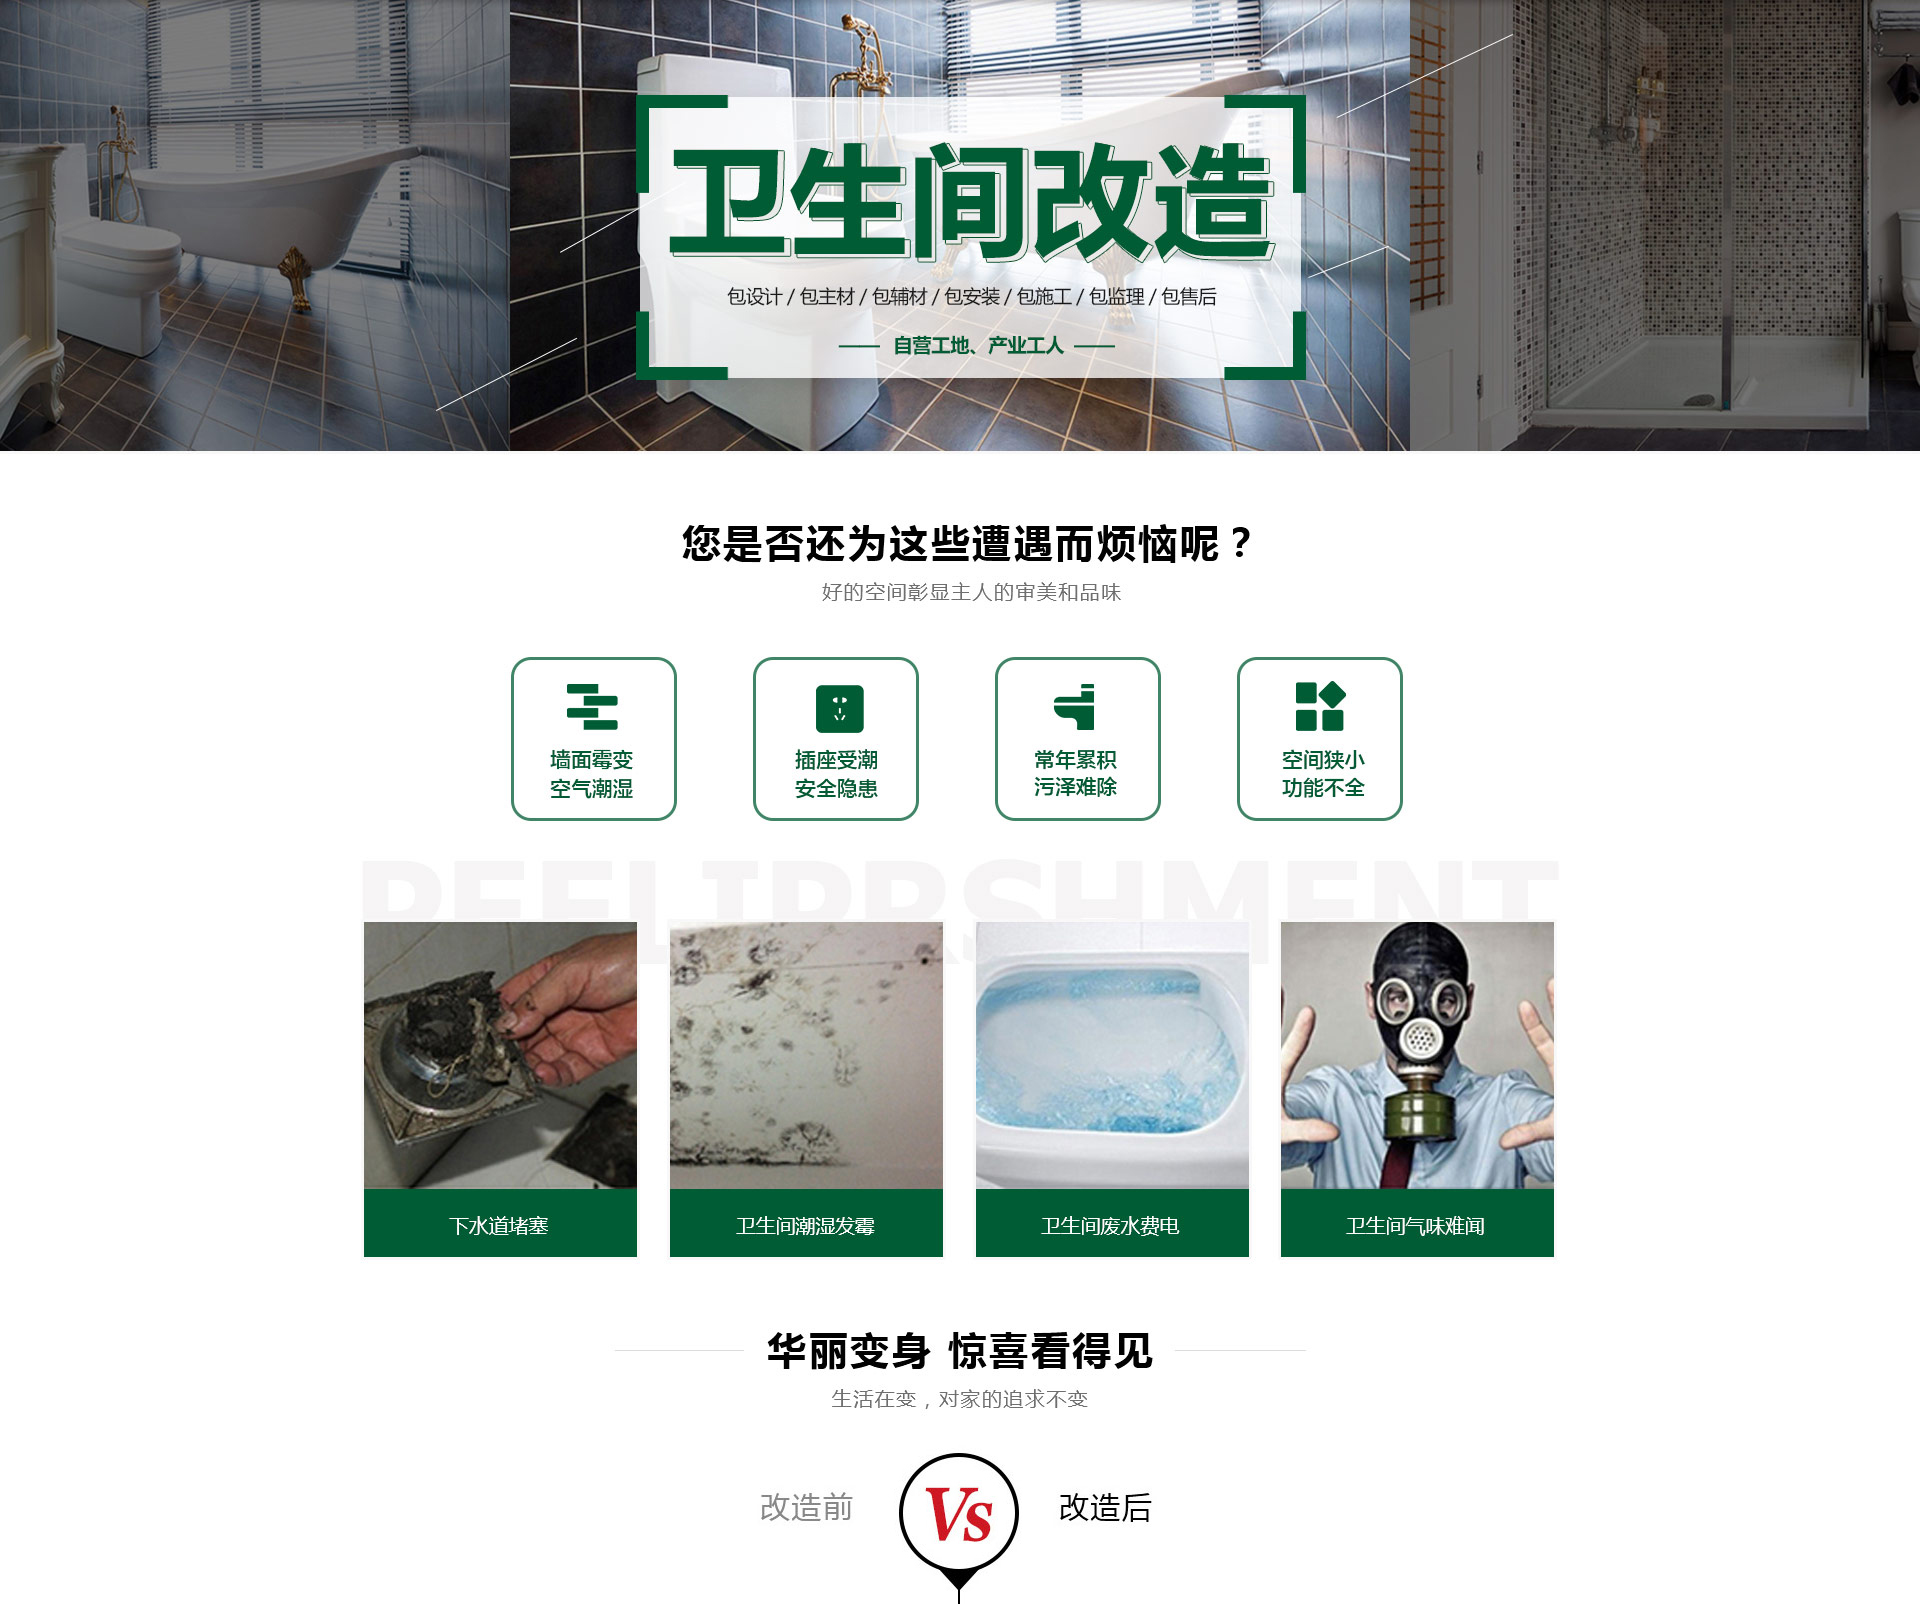 卫生间改造
包设计 / 包主材 / 包辅材 / 包安装 / 包施工 / 包监理 / 包售后
自营工地、产业工人
您是否还为这些遭遇而烦恼呢？
好的空间彰显主人的审美和品味
墙面霉变
空气潮湿
插座受潮
安全隐患
常年累积
污泽难除
空间狭小
功能不全
下水道堵塞
卫生间潮湿发霉
卫生间废水费电
卫生间气味难闻
华丽变身 惊喜看得见
生活在变，对家的追求不变
改造前
Vs
改造后